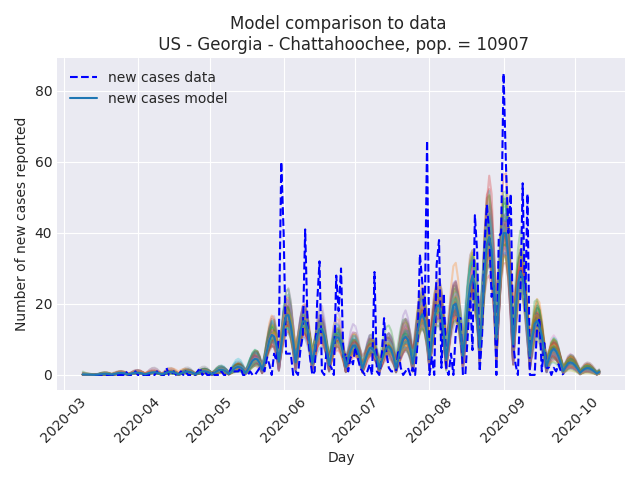 Model comparison to data
US - Georgia - Chattahoochee, pop. = 10907
new cases data
new cases model
Number of new cases reported
80
60
40
20
0
2020-03
2020-04
2020-05
2020-06
2020-07
2020-08
2020-09
2020-10
Day